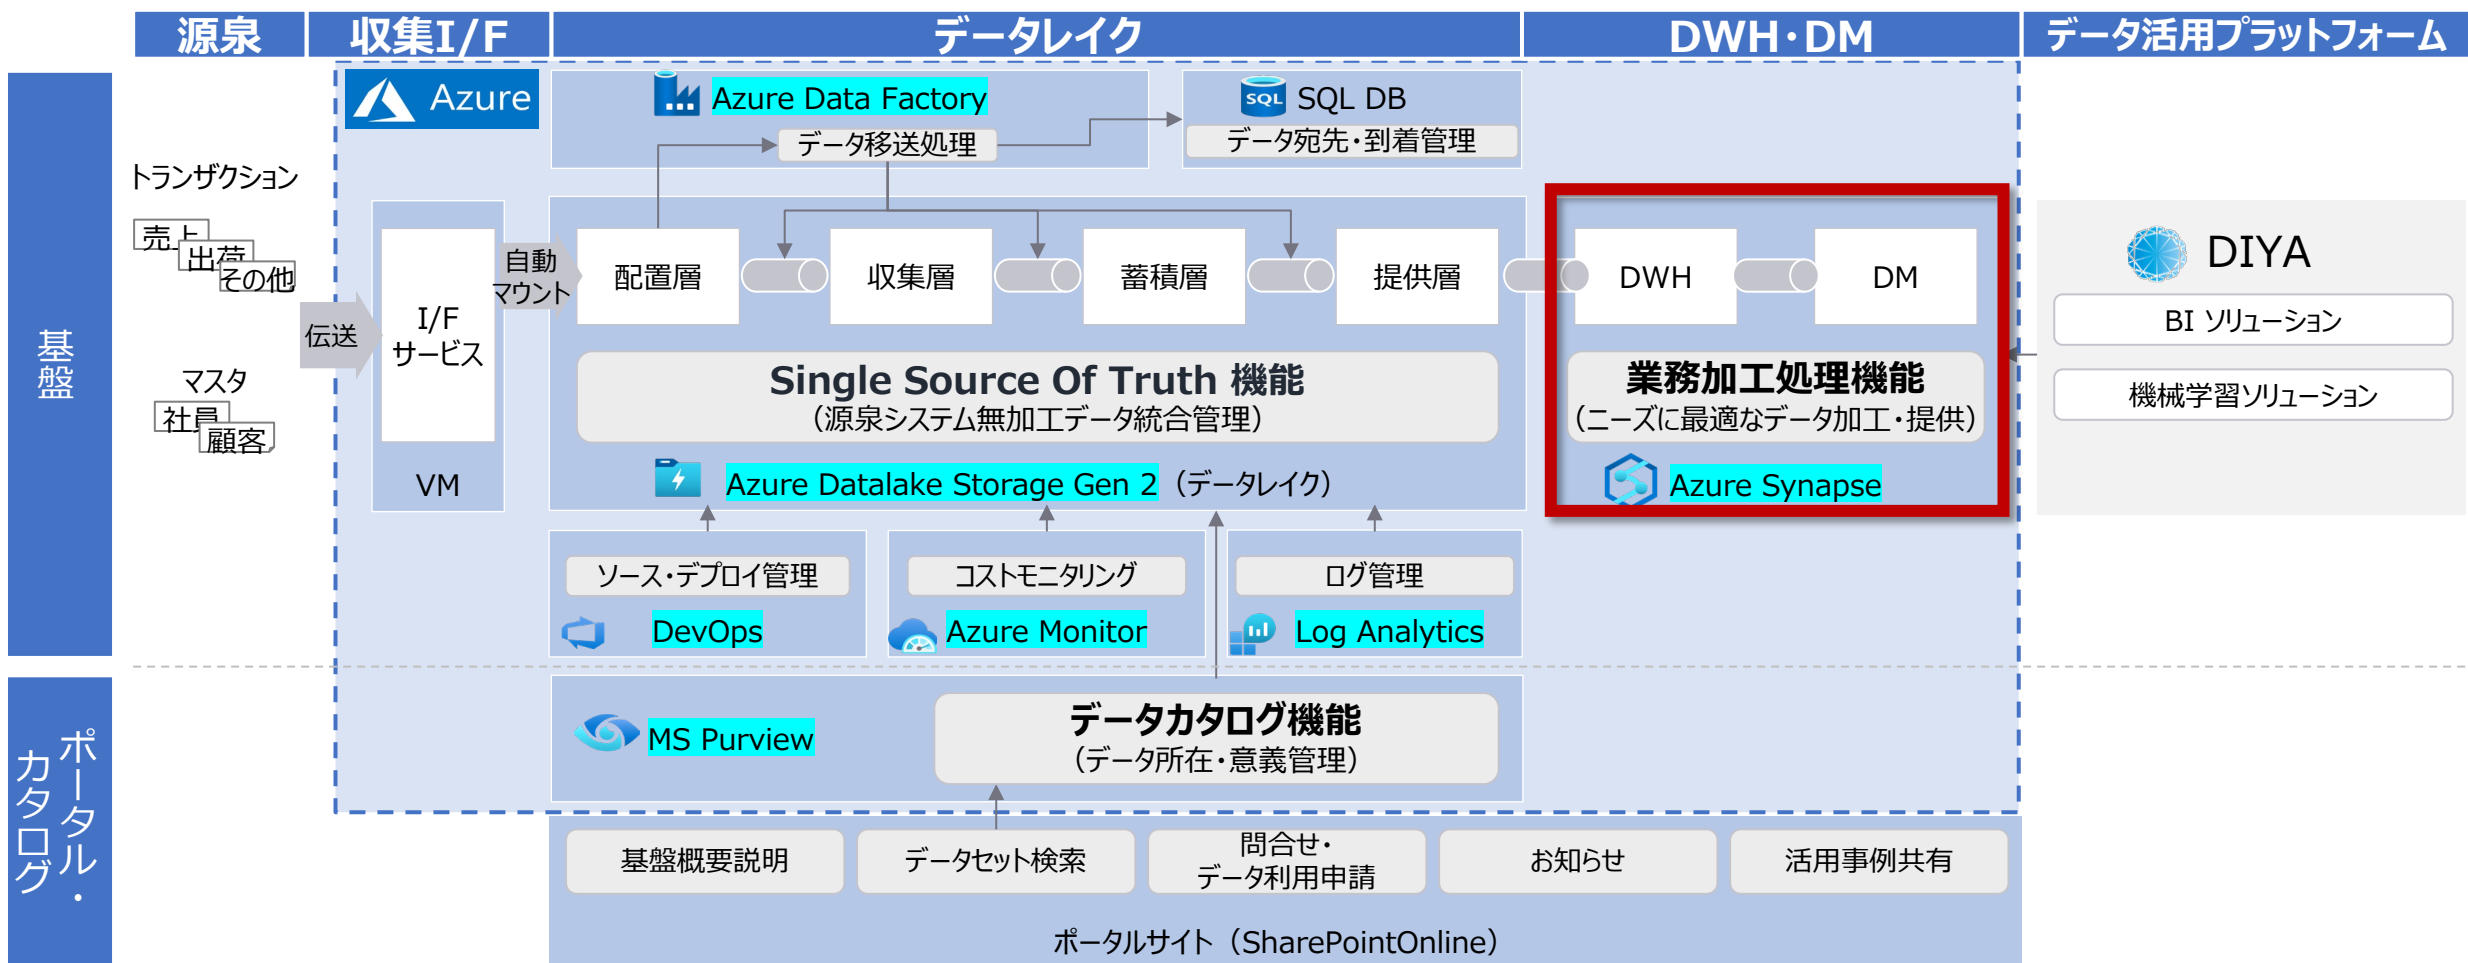 源泉
収集I/F
データレイク
DWH・DM
データ活用プラットフォーム
基盤
Azure
Azure Data Factory
データ移送処理
SQL DB
データ宛先・到着管理
トランザクション
売上
出荷
その他
マスタ
社員
顧客
伝送
I/F
サービス
VM
自動
マウント
配置層
収集層
蓄積層
提供層
Single Source Of Truth 機能
（源泉システム無加工データ統合管理）
Azure Datalake Storage Gen 2（データレイク）
DWH
DM
業務加工処理機能
（ニーズに最適なデータ加工・提供）
Azure Synapse
DIYA
BI ソリューション
機械学習ソリューション
ソース・デプロイ管理
DevOps
コストモニタリング
Azure Monitor
ログ管理
Log Analytics
ポータル・
カタログ
MS Purview
データカタログ機能
（データ所在・意義管理）
基盤概要説明
データセット検索
問合せ・
データ利用申請
お知らせ
活用事例共有
ポータルサイト（SharePointOnline）